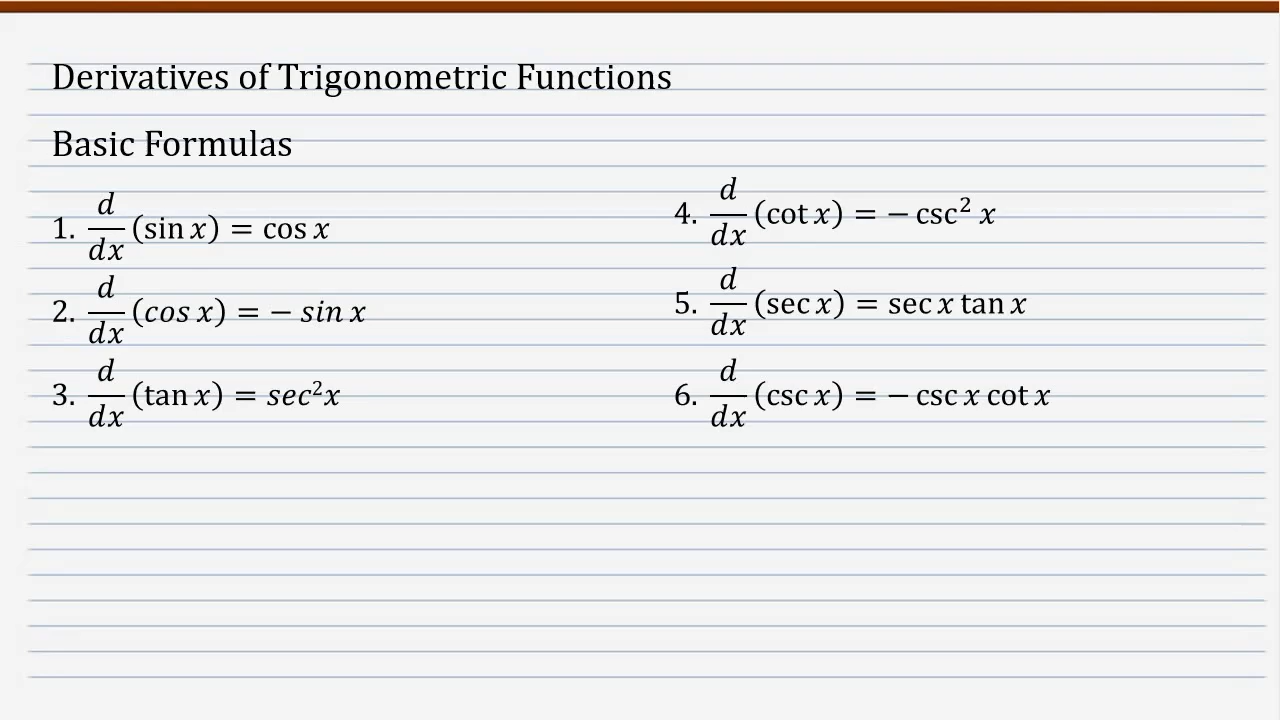 Derivatives of Trigonometric Functions
Basic Formulas
1. d/dx (sin x) = cos x
2. d/dx (cos x) = − sin x
3. d/dx (tan x) = sec²x
4. d/dx (cot x) = − csc² x
5. d/dx (sec x) = sec x tan x
6. d/dx (csc x) = − csc x cot x